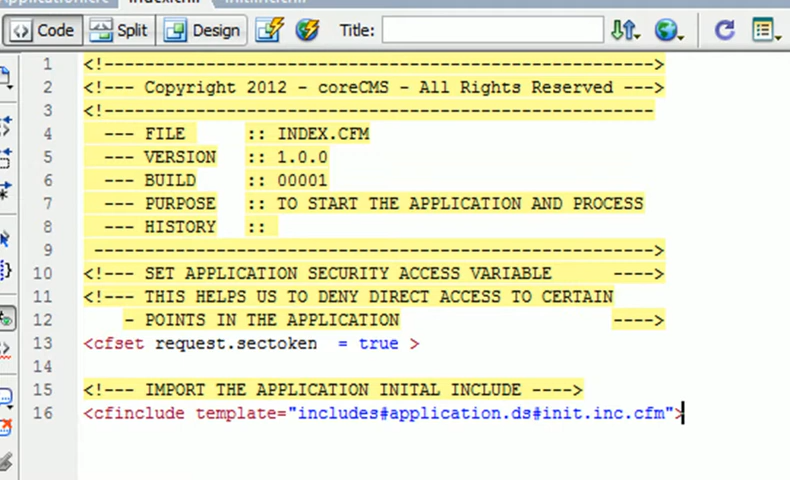 Code Split Design Title:
1 <!------------------------------------------------------>
2 <!--- Copyright 2012 - coreCMS - All Rights Reserved --->
3 <!------------------------------------------------------
4 --- FILE :: INDEX.CFM
5 --- VERSION :: 1.0.0
6 --- BUILD :: 00001
7 --- PURPOSE :: TO START THE APPLICATION AND PROCESS
8 --- HISTORY ::
9 ------------------------------------------------------->
10 <!--- SET APPLICATION SECURITY ACCESS VARIABLE ---->
11 <!--- THIS HELPS US TO DENY DIRECT ACCESS TO CERTAIN
12 - POINTS IN THE APPLICATION ---->
13 <cfset request.sectoken = true >
14
15 <!--- IMPORT THE APPLICATION INITAL INCLUDE ---->
16 <cfinclude template="includes#application.ds#init.inc.cfm">